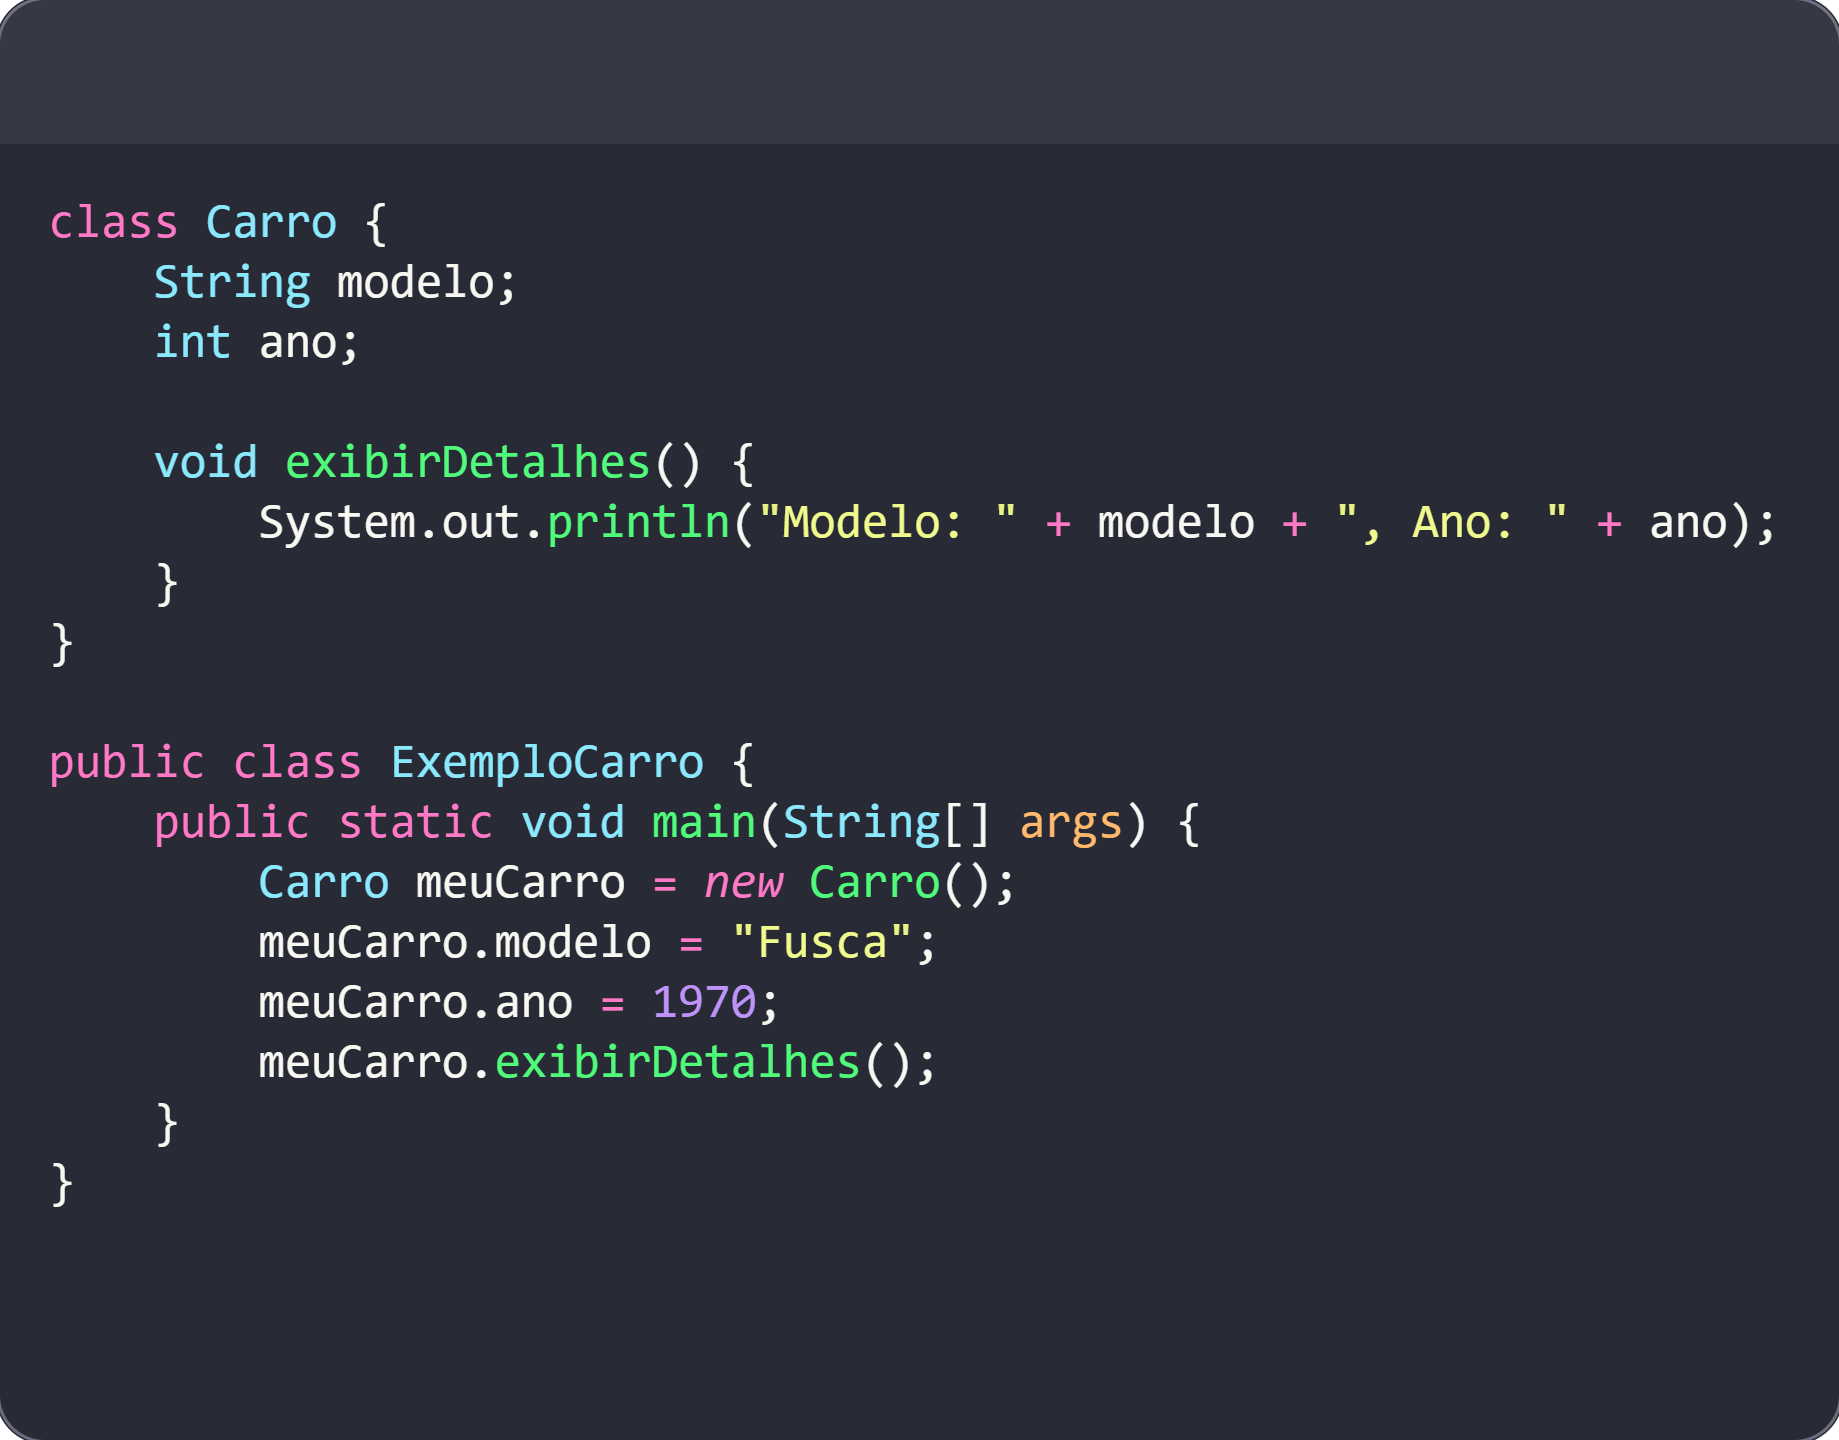 class Carro {
    String modelo;
    int ano;

    void exibirDetalhes() {
        System.out.println("Modelo: " + modelo + ", Ano: " + ano);
    }
}

public class ExemploCarro {
    public static void main(String[] args) {
        Carro meuCarro = new Carro();
        meuCarro.modelo = "Fusca";
        meuCarro.ano = 1970;
        meuCarro.exibirDetalhes();
    }
}